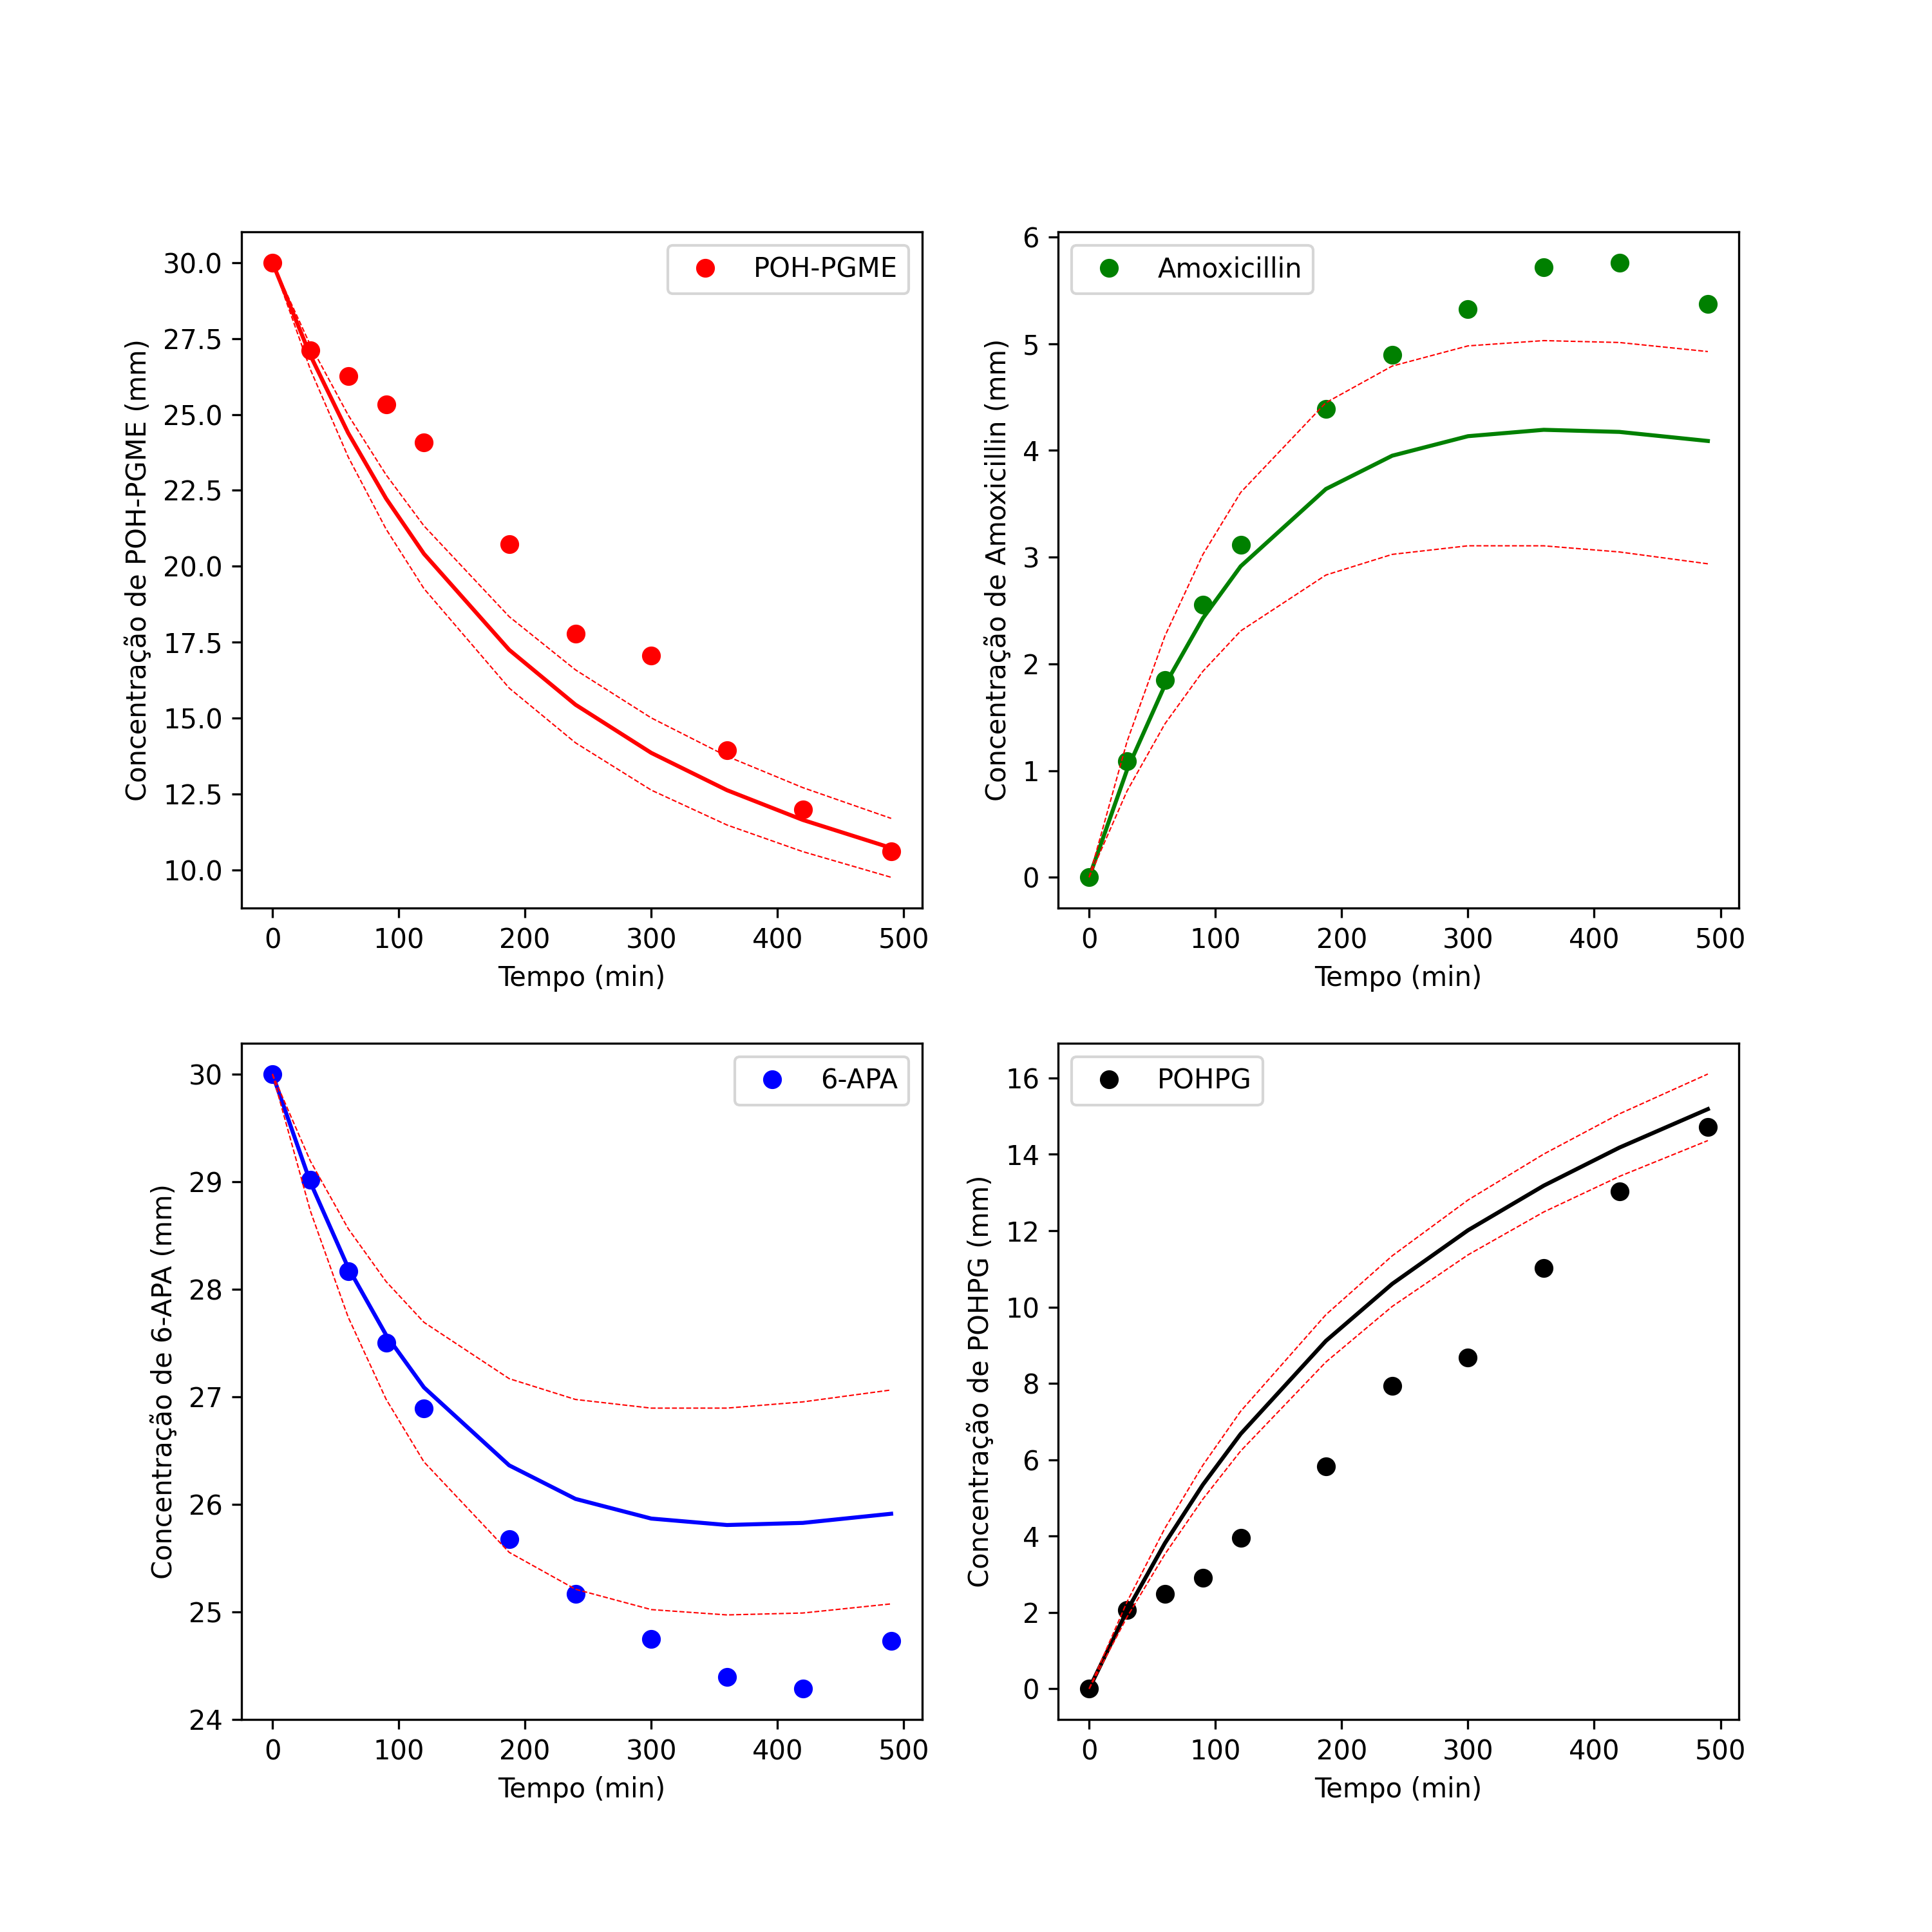 POH-PGME
30.0
27.5
25.0
22.5
20.0
17.5
15.0
12.5
10.0
Concentração de POH-PGME (mm)
0 100 200 300 400 500
Tempo (min)
Amoxicillin
6
5
4
3
2
1
0
Concentração de Amoxicillin (mm)
0 100 200 300 400 500
Tempo (min)
6-APA
30
29
28
27
26
25
24
Concentração de 6-APA (mm)
0 100 200 300 400 500
Tempo (min)
POHPG
16
14
12
10
8
6
4
2
0
Concentração de POHPG (mm)
0 100 200 300 400 500
Tempo (min)